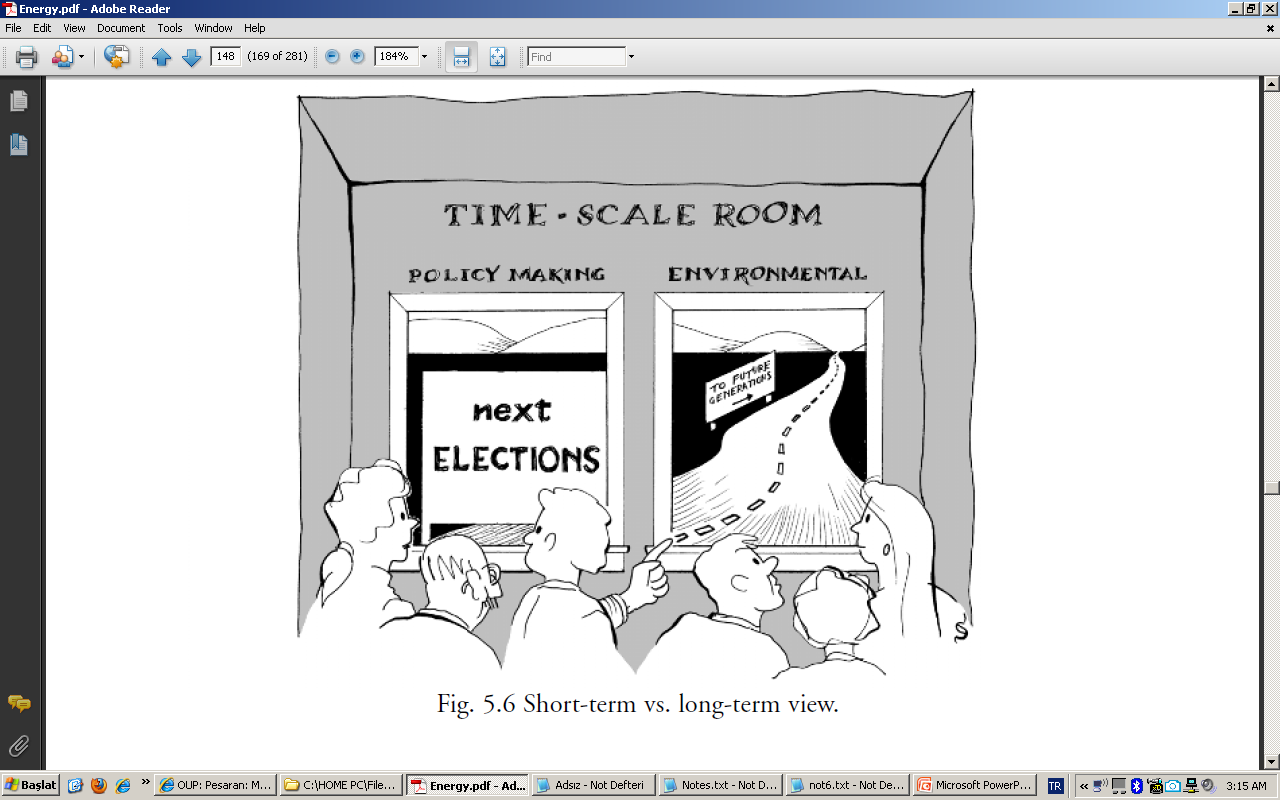 Energy.pdf - Adobe Reader
File Edit View Document Tools Window Help
148 (169 of 281) 184% Find
TIME - SCALE ROOM
POLICY MAKING ENVIRONMENTAL
TO FUTURE
GENERATIONS
next
ELECTIONS
S
Fig. 5.6 Short-term vs. long-term view.
Başlat » OUP: Pesaran: M... C:\HOME PC\File... Energy.pdf - Ad... Adsız - Not Defteri Notes.txt - Not D... not6.txt - Not De... Microsoft PowerP... TR « 3:15 AM